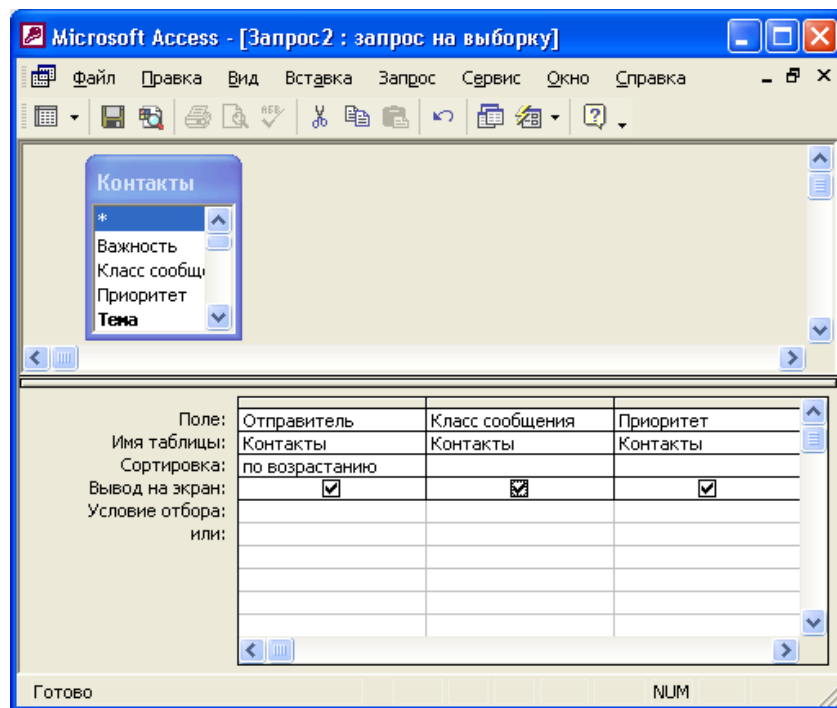 Microsoft Access - [Запрос2 : запрос на выборку]
Файл Правка Вид Вставка Запрос Сервис Окно Справка
Контакты
*
Важность
Класс сообщ
Приоритет
Тема
Поле: Отправитель Класс сообщения Приоритет
Имя таблицы: Контакты Контакты Контакты
Сортировка: по возрастанию
Вывод на экран:
Условие отбора:
или:
Готово NUM